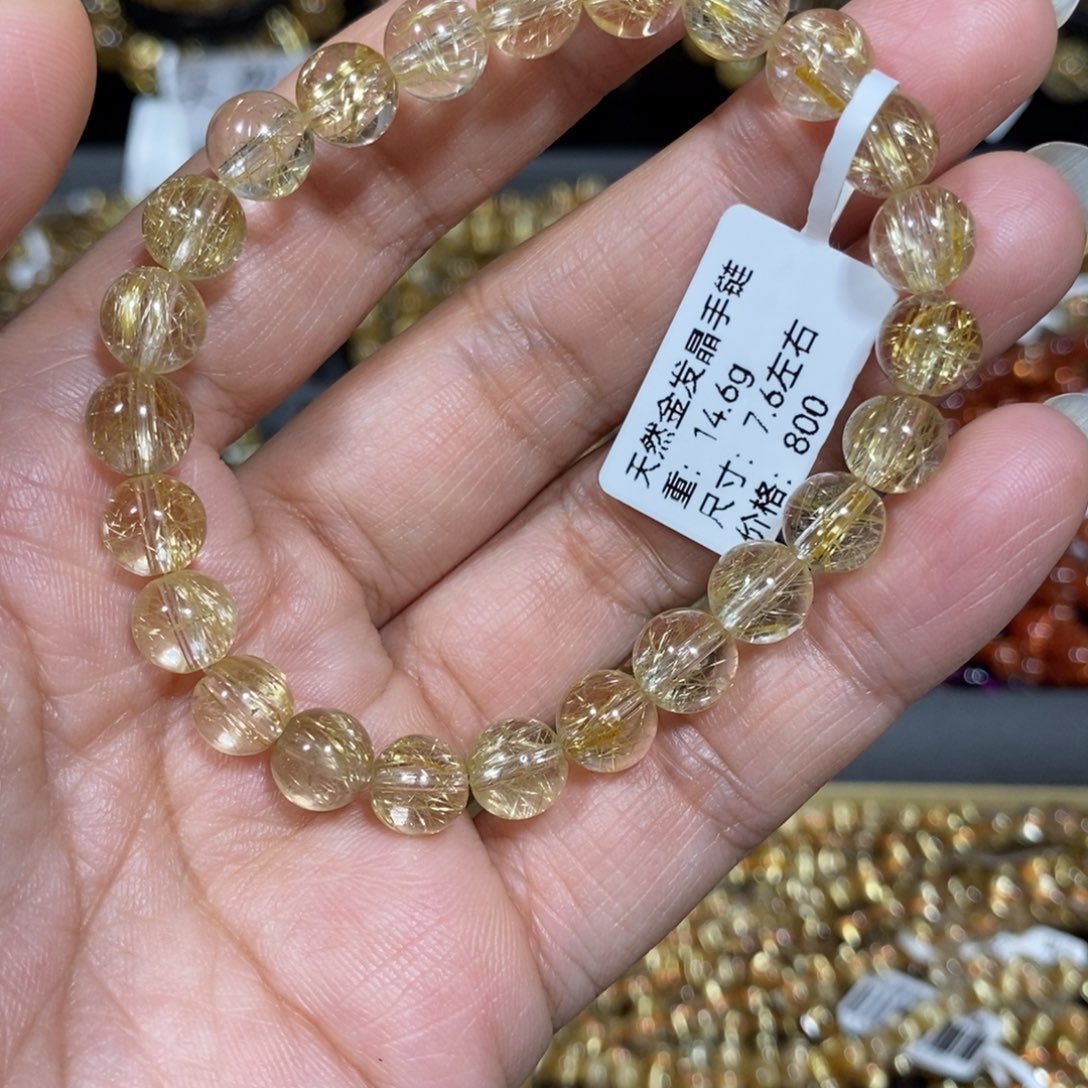 天然金发晶手链
重: 14.6g
尺寸: 7.6左右
价格: 800